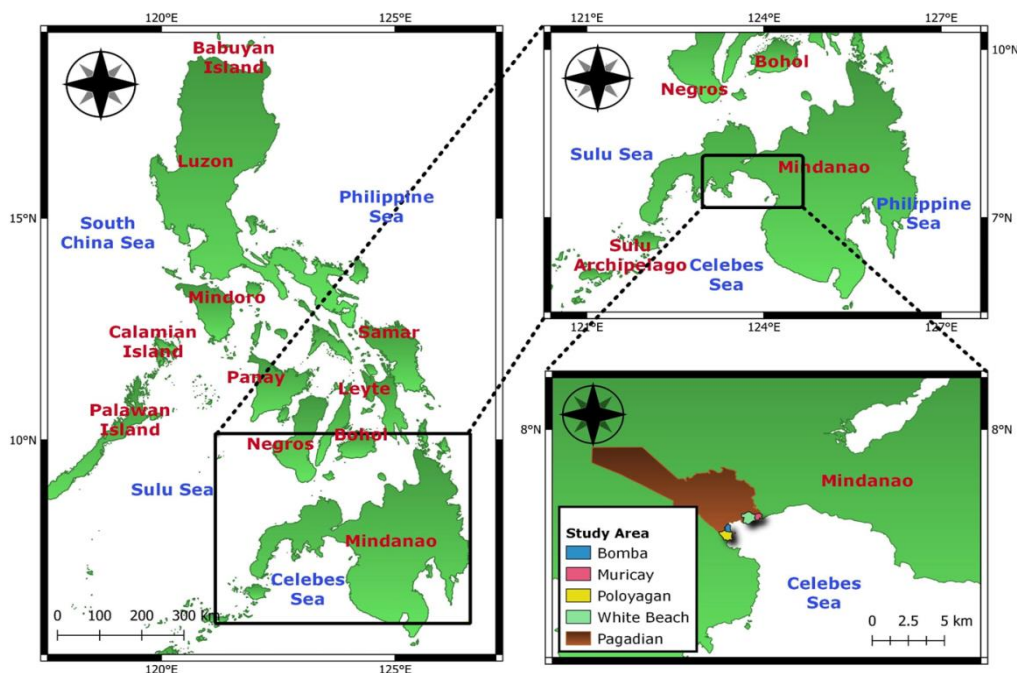 120°E
125°E
Babuyan
Island
Luzon
Philippine
Sea
15°N
South
China Sea
Mindoro
Calamian
Island
Samar
Panay
Leyte
Palawan
Island
10°N
Negros
Bohol
Sulu Sea
Mindanao
Celebes
Sea
0 100 200 300 km
120°E
125°E
121°E
124°E
127°E
10°N
Bohol
Negros
Sulu Sea
Mindanao
Philippine
Sea
7°N
Sulu
Archipelago
Celebes
Sea
121°E
124°E
127°E
8°N
8°N
Mindanao
Study Area
Bomba
Muricay
Poloyagan
White Beach
Pagadian
Celebes
Sea
0 2.5 5 km